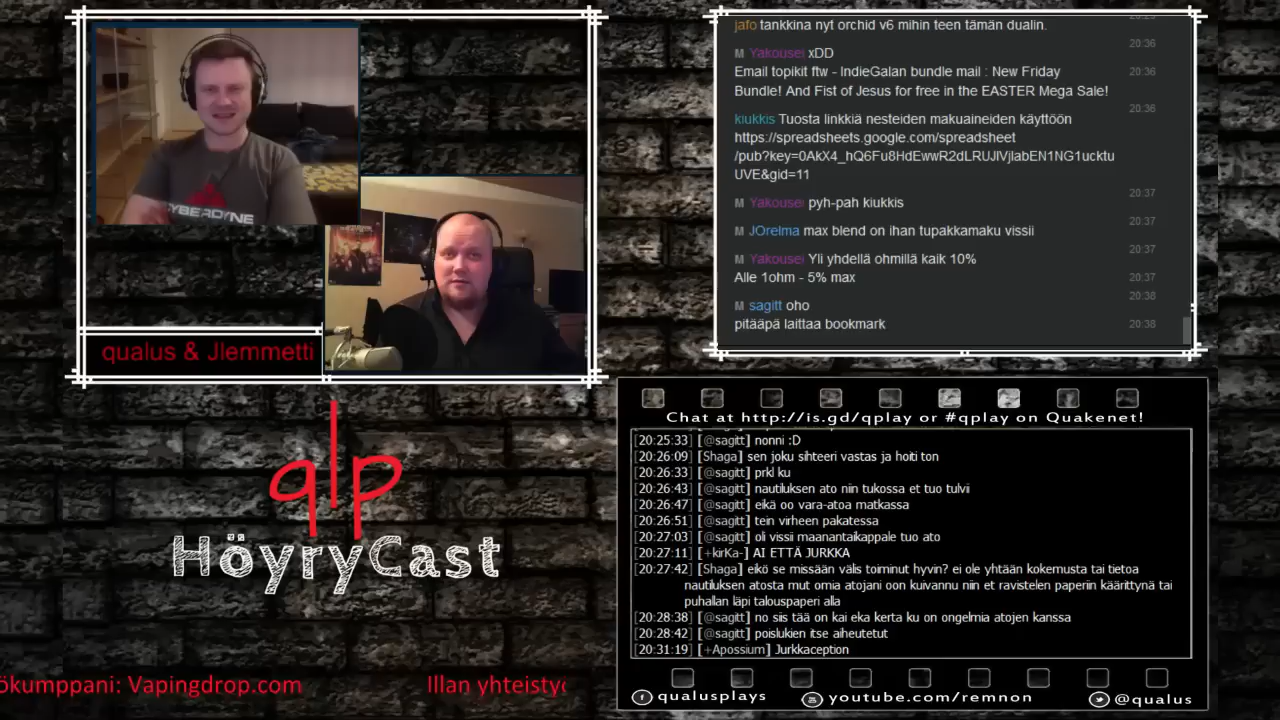 CYBERDYNE
qualus & Jlemmetti
qlp
HöyryCast
ökumppani: Vapingdrop.com
Illan yhteistyö
jafo tankkina nyt orchid v6 mihin teen tämän dualin.
M Yakousei xDD
20:36
Email topikit ftw - IndieGalan bundle mail : New Friday
20:36
Bundle! And Fist of Jesus for free in the EASTER Mega Sale!
20:36
kiukkis Tuosta linkkiä nesteiden makuaineiden käyttöön
https://spreadsheets.google.com/spreadsheet
/pub?key=0AkX4_hQ6Fu8HdEwwR2dLRUJlVjlabEN1NG1ucktu
UVE&gid=11
20:37
M Yakousei pyh-pah kiukkis
20:37
M JOrelma max blend on ihan tupakkamaku vissii
20:37
M Yakousei Yli yhdellä ohmillä kaik 10%
Alle 1ohm - 5% max
20:37
M sagitt oho
20:38
pitääpä laittaa bookmark
20:38
Chat at http://is.gd/qplay or #qplay on Quakenet!
[20:25:33] [@sagitt] nonni :D
[20:26:09] [Shaga] sen joku sihteeri vastas ja hoiti ton
[20:26:33] [@sagitt] prkl ku
[20:26:43] [@sagitt] nautiluksen ato niin tukossa et tuo tulvii
[20:26:47] [@sagitt] eikä oo vara-atoa matkassa
[20:26:51] [@sagitt] tein virheen pakatessa
[20:27:03] [@sagitt] oli vissii maanantaikappale tuo ato
[20:27:11] [+kirKa-] AI ETTÄ JURKKA
[20:27:42] [Shaga] eikö se missään välis toiminut hyvin? ei ole yhtään kokemusta tai tietoa
nautiluksen atosta mut omia atojani oon kuivannu niin et ravistelen paperiin käärittynä tai
puhallan läpi talouspaperi alla
[20:28:38] [@sagitt] no siis tää on kai eka kerta ku on ongelmia atojen kanssa
[20:28:42] [@sagitt] poislukien itse aiheutetut
[20:31:19] [+Apossium] Jurkkaception
qualusplays
youtube.com/remnon
@qualus